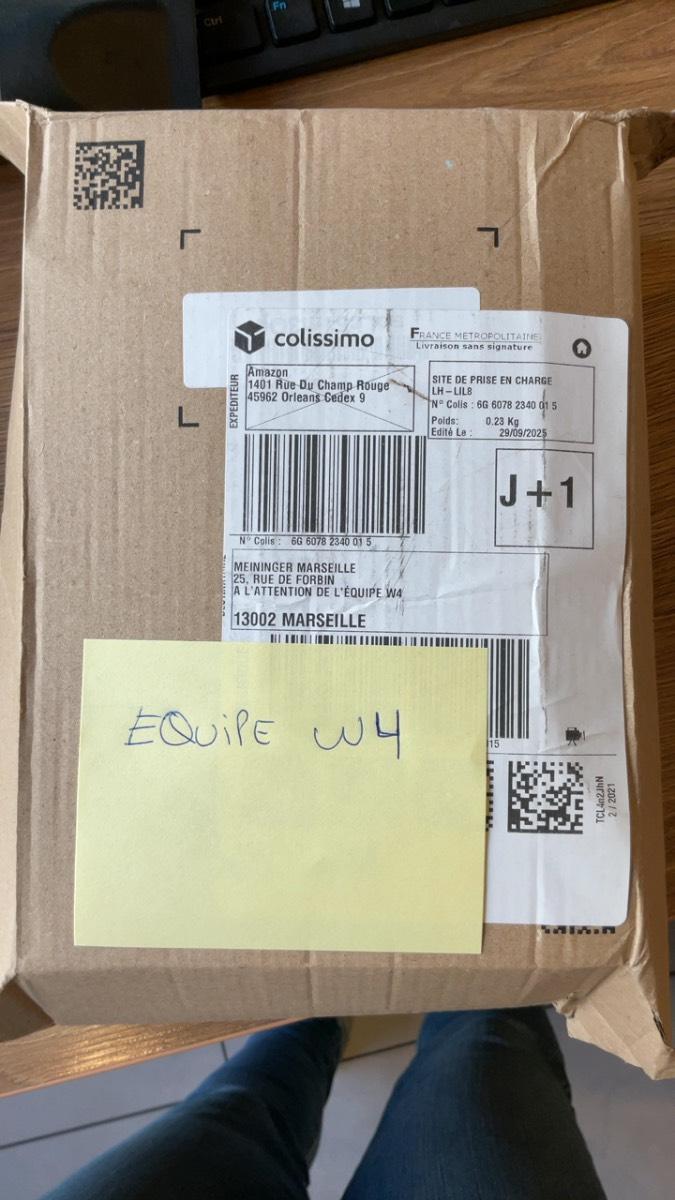 Ctrl
Fn
colissimo
FRANCE METROPOLITAINE
Livraison sans signature
EXPEDITEUR
Amazon
1401 Rue Du Champ Rouge
45962 Orleans Cedex 9
SITE DE PRISE EN CHARGE
LH-LIL8
N° Colis : 6G 6078 2340 01 5
Poids: 0.23 Kg
Edité Le : 29/09/2025
J+1
N° Colis : 6G 6078 2340 01 5
MEININGER MARSEILLE
25, RUE DE FORBIN
A L'ATTENTION DE L'ÉQUIPE W4
13002 MARSEILLE
EQUIPE W4
15
TCL4n2JhN
2 / 2021